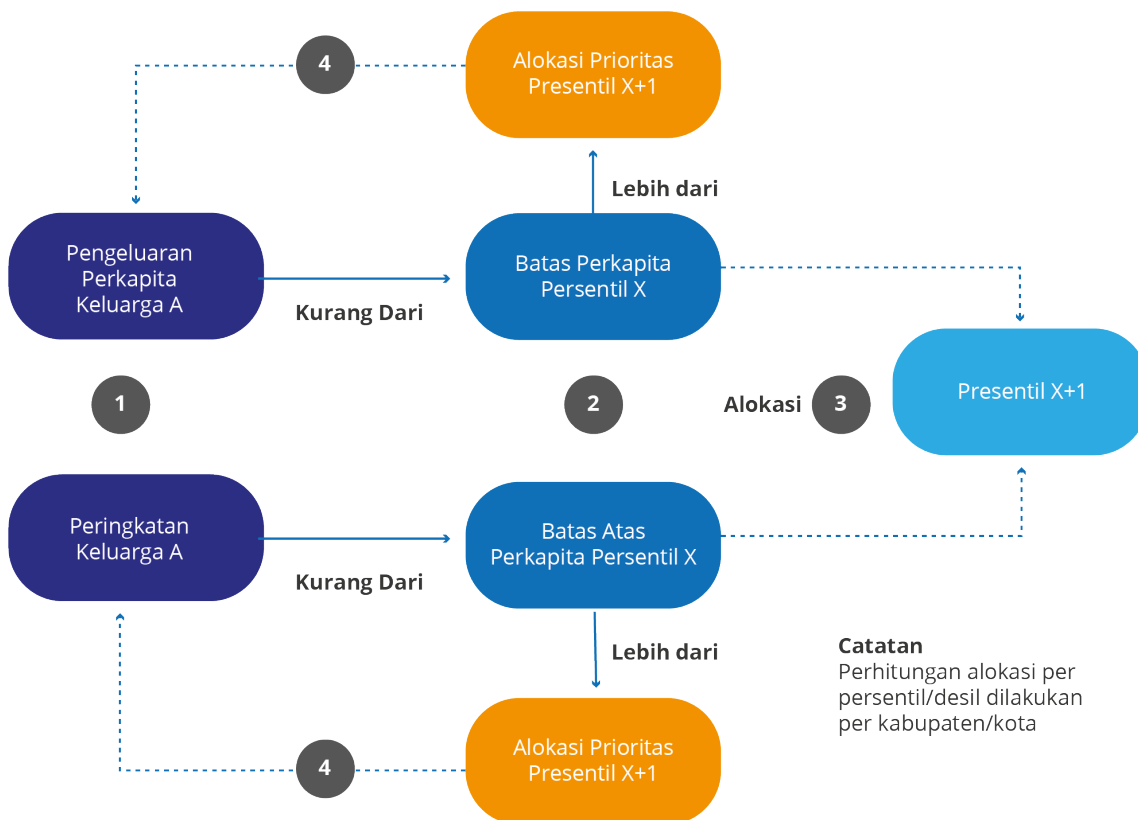 4
Alokasi Prioritas
Presentil X+1
Lebih dari
Pengeluaran
Perkapita
Keluarga A
Kurang Dari
Batas Perkapita
Persentil X
1
2
Alokasi
3
Presentil X+1
Peringkatan
Keluarga A
Kurang Dari
Batas Atas
Perkapita Persentil X
Lebih dari
Catatan
Perhitungan alokasi per
persentil/desil dilakukan
per kabupaten/kota
4
Alokasi Prioritas
Presentil X+1